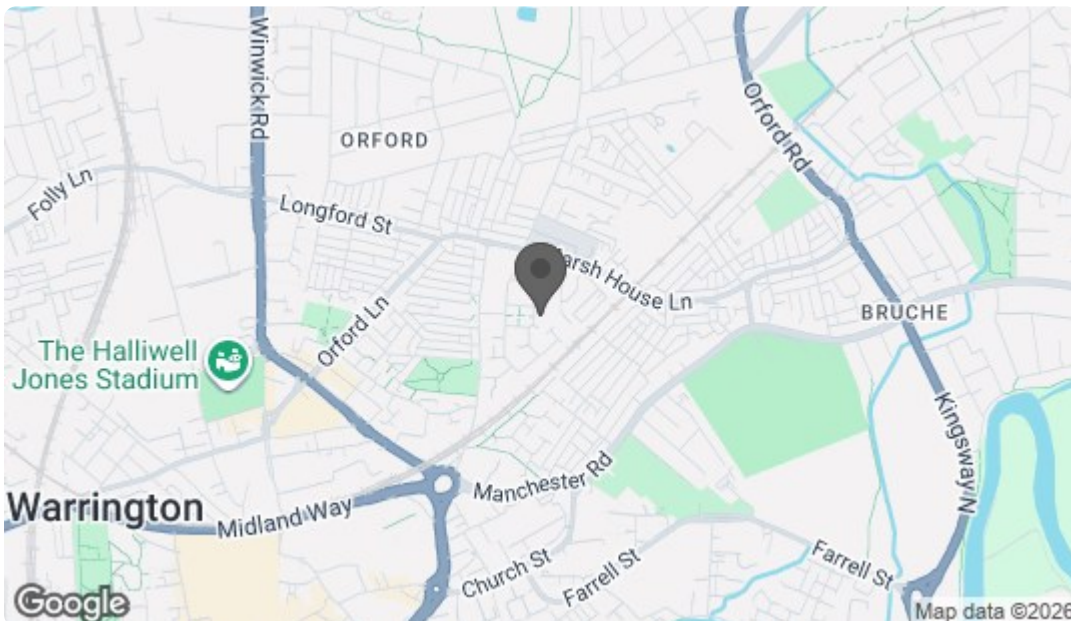 Winwick Rd
ORFORD
Orford Rd
Folly Ln
Longford St
arsh House Ln
Orford Ln
BRUCHE
The Halliwell
Jones Stadium
Kingsway N
Manchester Rd
Warrington
Midland Way
Church St
Farrell St
Farrell St
Google
Map data ©2026